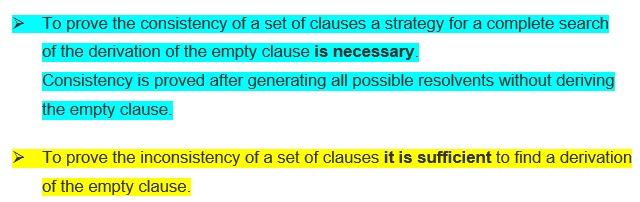 ➢ To prove the consistency of a set of clauses a strategy for a complete search
of the derivation of the empty clause is necessary.
Consistency is proved after generating all possible resolvents without deriving
the empty clause.
➢ To prove the inconsistency of a set of clauses it is sufficient to find a derivation
of the empty clause.